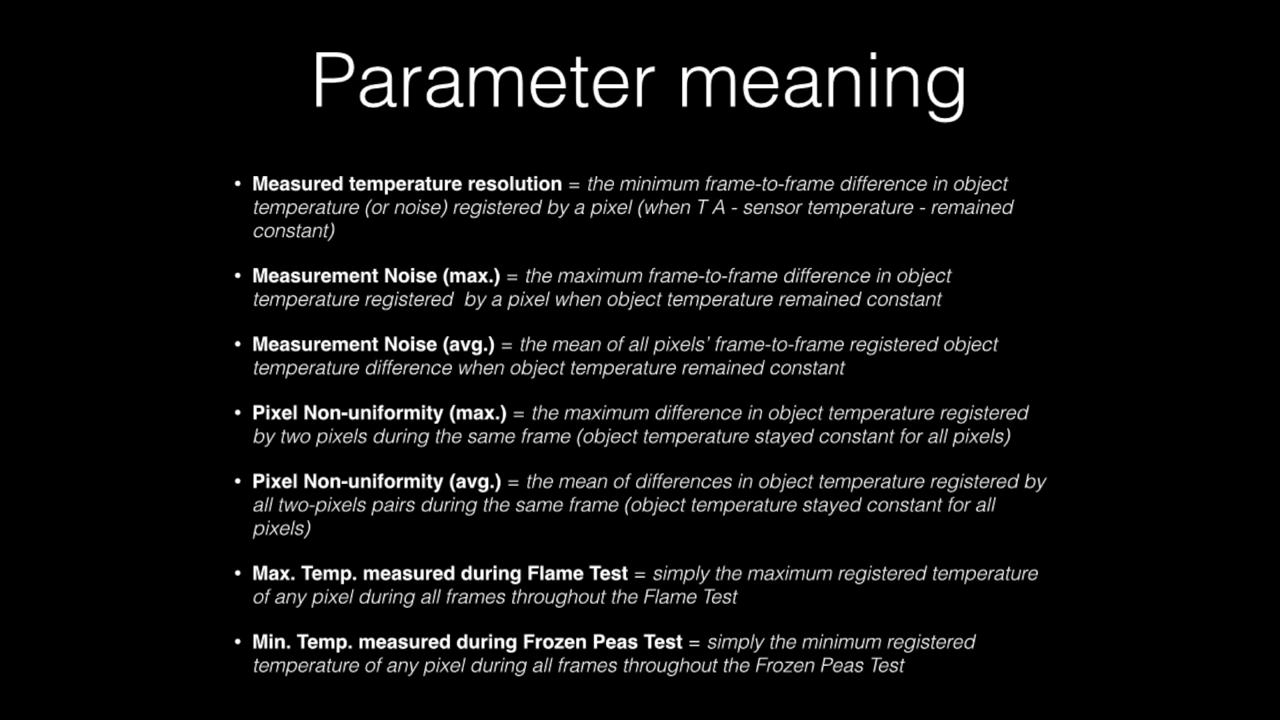 Parameter meaning
• Measured temperature resolution = the minimum frame-to-frame difference in object
temperature (or noise) registered by a pixel (when T A - sensor temperature - remained
constant)
• Measurement Noise (max.) = the maximum frame-to-frame difference in object
temperature registered  by a pixel when object temperature remained constant
• Measurement Noise (avg.) = the mean of all pixels’ frame-to-frame registered object
temperature difference when object temperature remained constant
• Pixel Non-uniformity (max.) = the maximum difference in object temperature registered
by two pixels during the same frame (object temperature stayed constant for all pixels)
• Pixel Non-uniformity (avg.) = the mean of differences in object temperature registered by
all two-pixels pairs during the same frame (object temperature stayed constant for all
pixels)
• Max. Temp. measured during Flame Test = simply the maximum registered temperature
of any pixel during all frames throughout the Flame Test
• Min. Temp. measured during Frozen Peas Test = simply the minimum registered
temperature of any pixel during all frames throughout the Frozen Peas Test